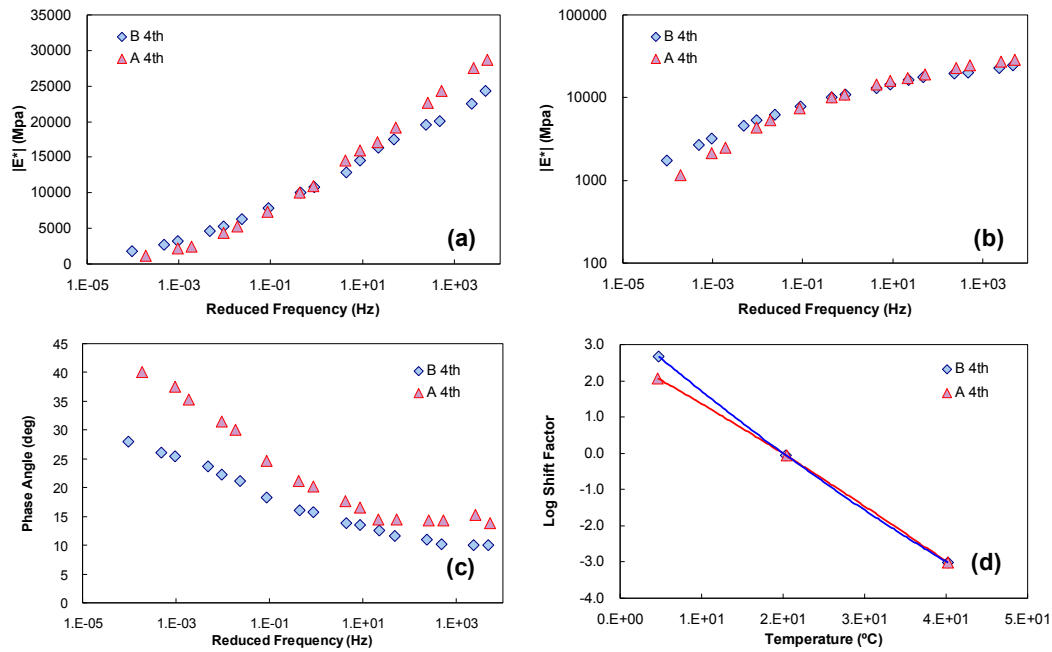 35000
30000
25000
20000
15000
10000
5000
0
|E*| (Mpa)
B 4th
A 4th
(a)
1.E-05
1.E-03
1.E-01
1.E+01
1.E+03
Reduced Frequency (Hz)
100000
10000
1000
100
|E*| (Mpa)
B 4th
A 4th
(b)
1.E-05
1.E-03
1.E-01
1.E+01
1.E+03
Reduced Frequency (Hz)
45
40
35
30
25
20
15
10
5
0
Phase Angle (deg)
B 4th
A 4th
(c)
1.E-05
1.E-03
1.E-01
1.E+01
1.E+03
Reduced Frequency (Hz)
3.0
2.0
1.0
0.0
-1.0
-2.0
-3.0
-4.0
Log Shift Factor
B 4th
A 4th
(d)
0.E+00
1.E+01
2.E+01
3.E+01
4.E+01
5.E+01
Temperature (ºC)